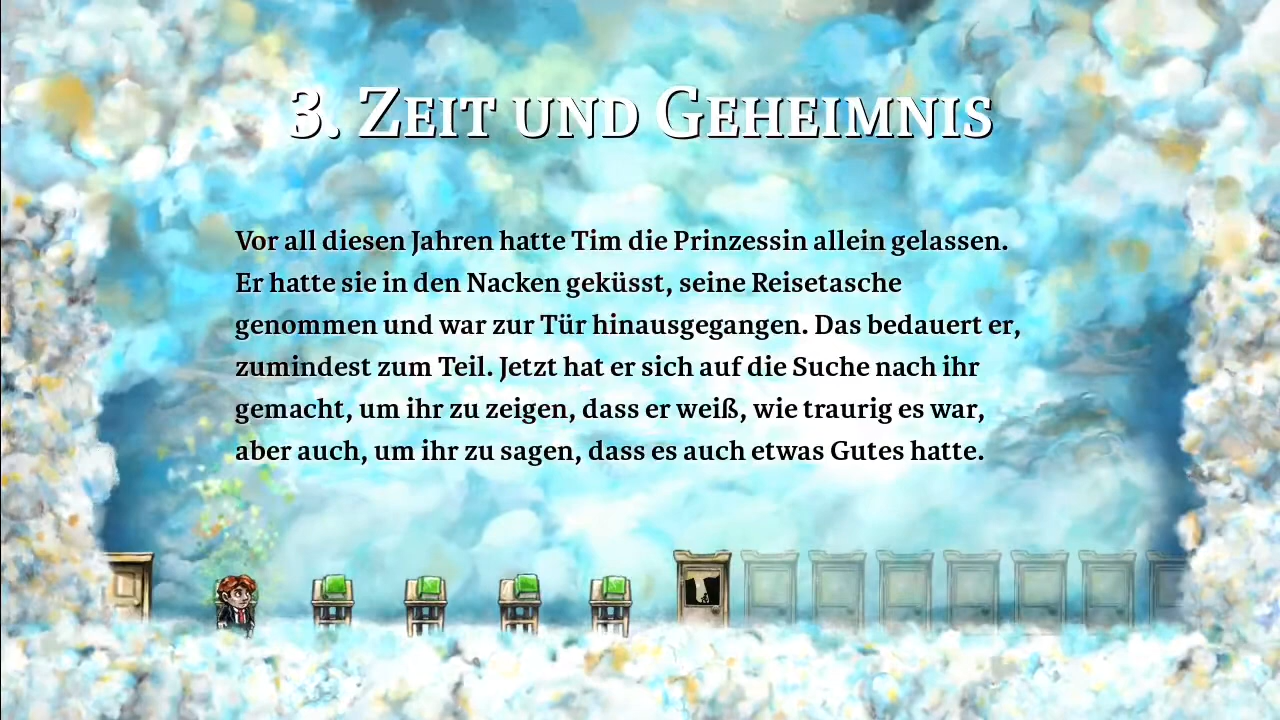 3. Zeit und Geheimnis
Vor all diesen Jahren hatte Tim die Prinzessin allein gelassen.
Er hatte sie in den Nacken geküsst, seine Reisetasche
genommen und war zur Tür hinausgegangen. Das bedauert er,
zumindest zum Teil. Jetzt hat er sich auf die Suche nach ihr
gemacht, um ihr zu zeigen, dass er weiß, wie traurig es war,
aber auch, um ihr zu sagen, dass es auch etwas Gutes hatte.